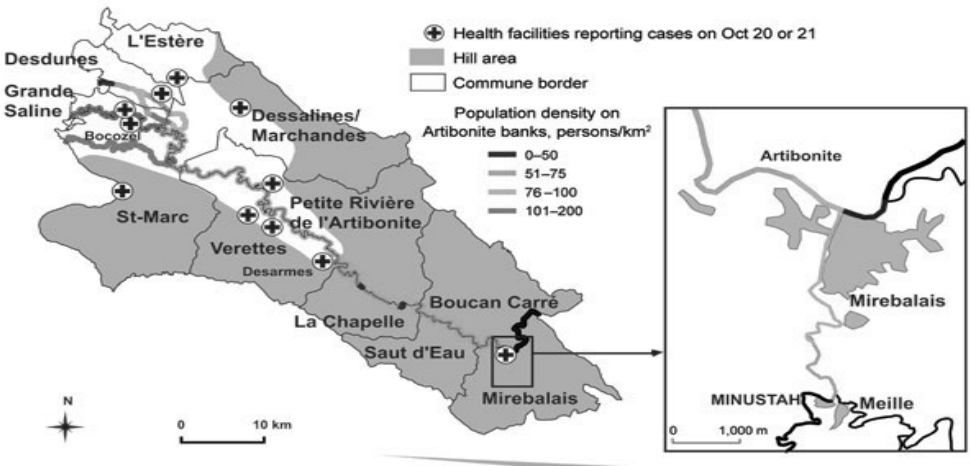 L'Estère
Desdunes
Grande
Saline
Bocozel
Dessalines/
Marchandes
St-Marc
Petite Rivière
de l'Artibonite
Verettes
Desarmes
La Chapelle
Boucan Carré
Saut d'Eau
Mirebalais
N
0 10 km
Health facilities reporting cases on Oct 20 or 21
Hill area
Commune border
Population density on
Artibonite banks, persons/km²
0–50
51–75
76–100
101–200
Artibonite
Mirebalais
MINUSTAH
Meille
0 1,000 m